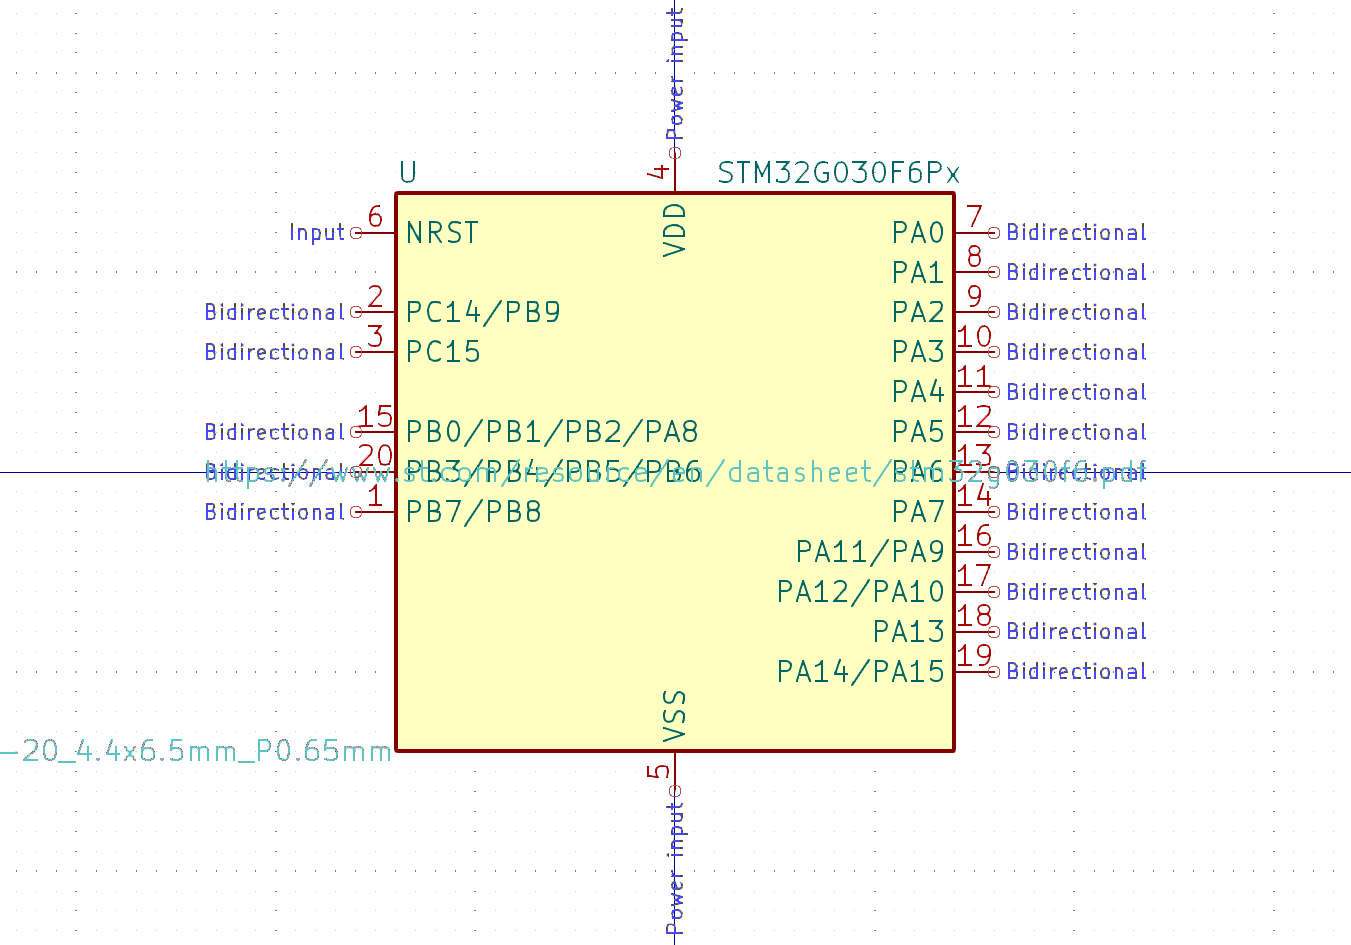 Power input
4
U
STM32G030F6Px
VDD
Input 6 NRST
PA0 7 Bidirectional
PA1 8 Bidirectional
Bidirectional 2 PC14/PB9
PA2 9 Bidirectional
Bidirectional 3 PC15
PA3 10 Bidirectional
PA4 11 Bidirectional
Bidirectional 15 PB0/PB1/PB2/PA8
PA5 12 Bidirectional
Bidirectional 20 PB3/PB4/PB5/PB6
https://www.st.com/resource/en/datasheet/stm32g030f6.pdf
PA6 13 Bidirectional
Bidirectional 1 PB7/PB8
PA7 14 Bidirectional
PA11/PA9 16 Bidirectional
PA12/PA10 17 Bidirectional
PA13 18 Bidirectional
PA14/PA15 19 Bidirectional
VSS
-20_4.4x6.5mm_P0.65mm
5
Power input